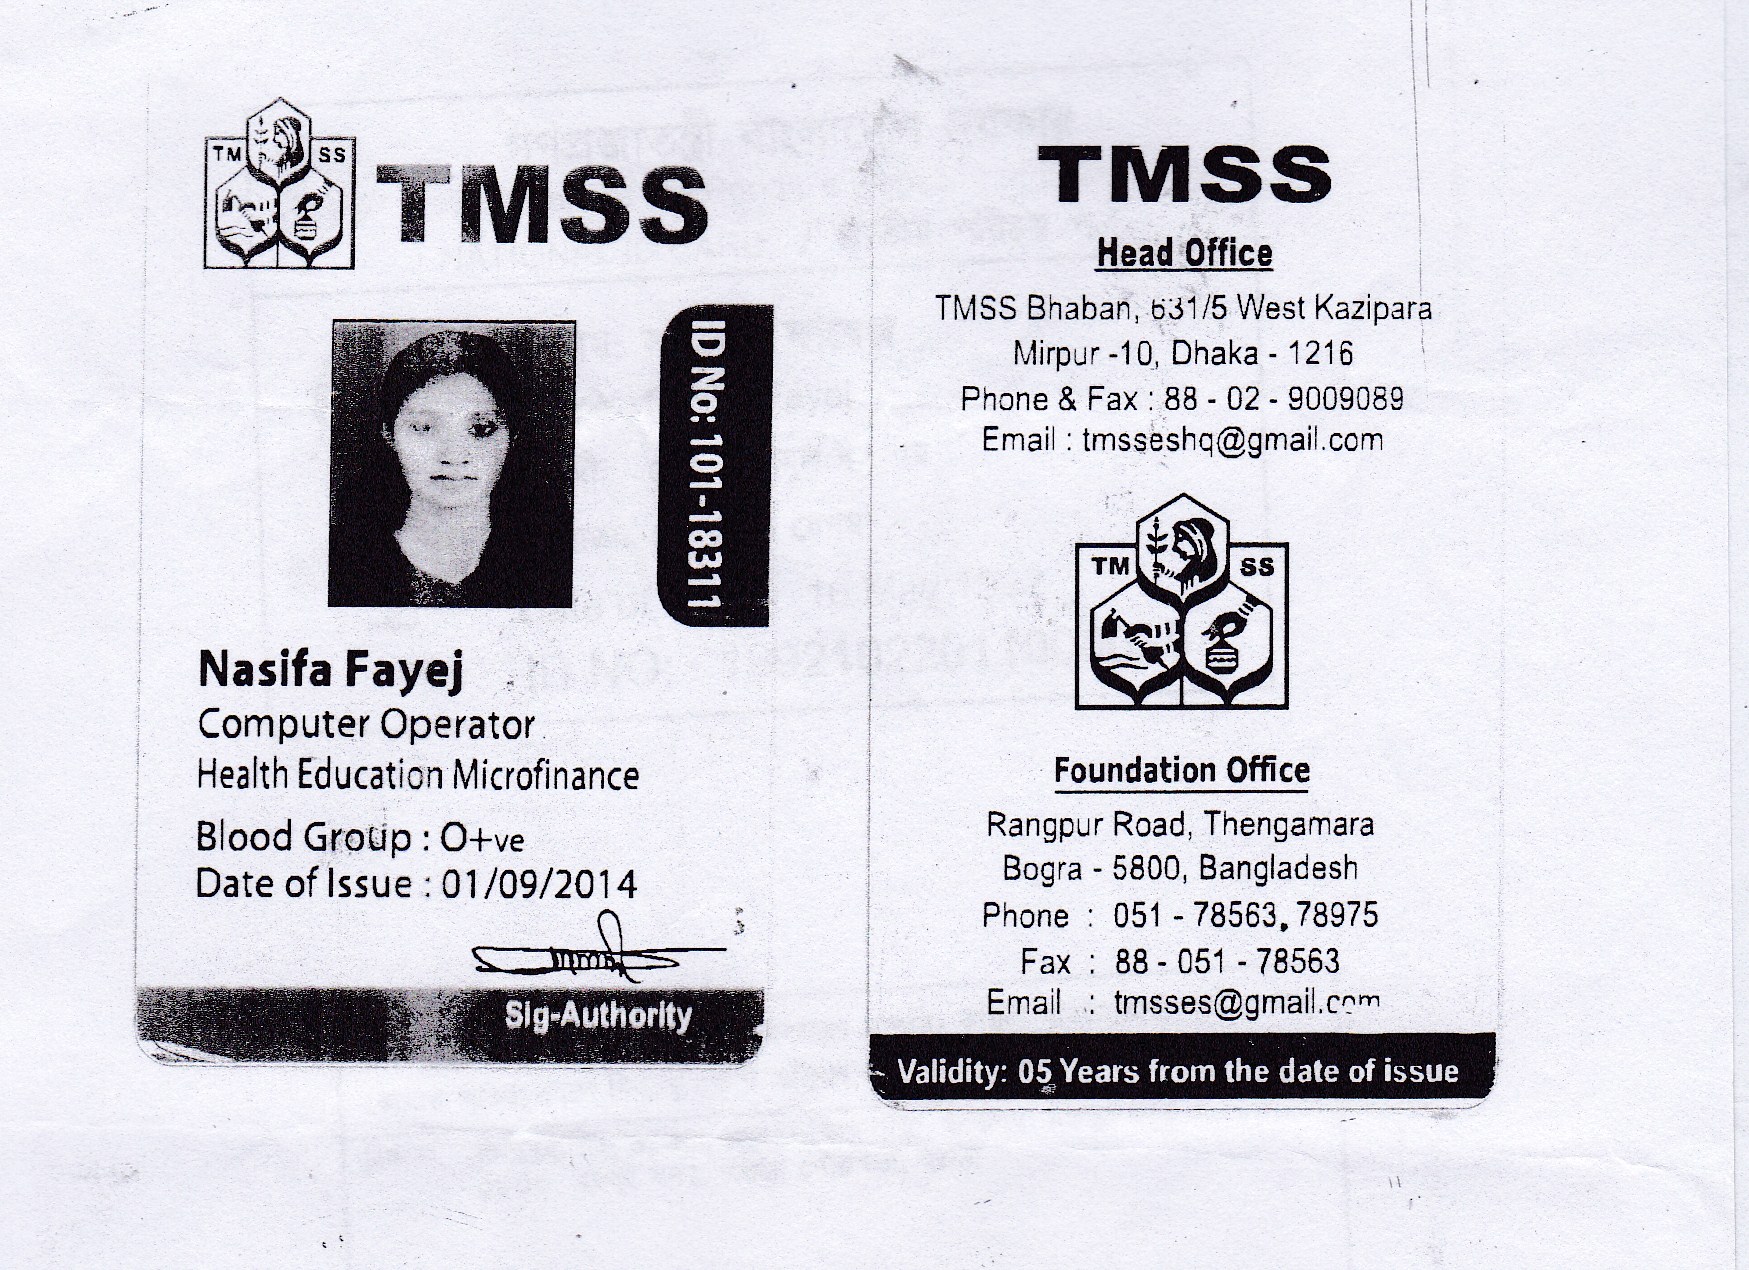 TM SS
TMSS
ID No: 101-18311
Nasifa Fayej
Computer Operator
Health Education Microfinance
Blood Group : O+ve
Date of Issue : 01/09/2014
Sig-Authority
TMSS
Head Office
TMSS Bhaban, 631/5 West Kazipara
Mirpur -10, Dhaka - 1216
Phone & Fax : 88 - 02 - 9009089
Email : tmsseshq@gmail.com
TM SS
Foundation Office
Rangpur Road, Thengamara
Bogra - 5800, Bangladesh
Phone : 051 - 78563, 78975
Fax : 88 - 051 - 78563
Email : tmsses@gmail.com
Validity: 05 Years from the date of issue